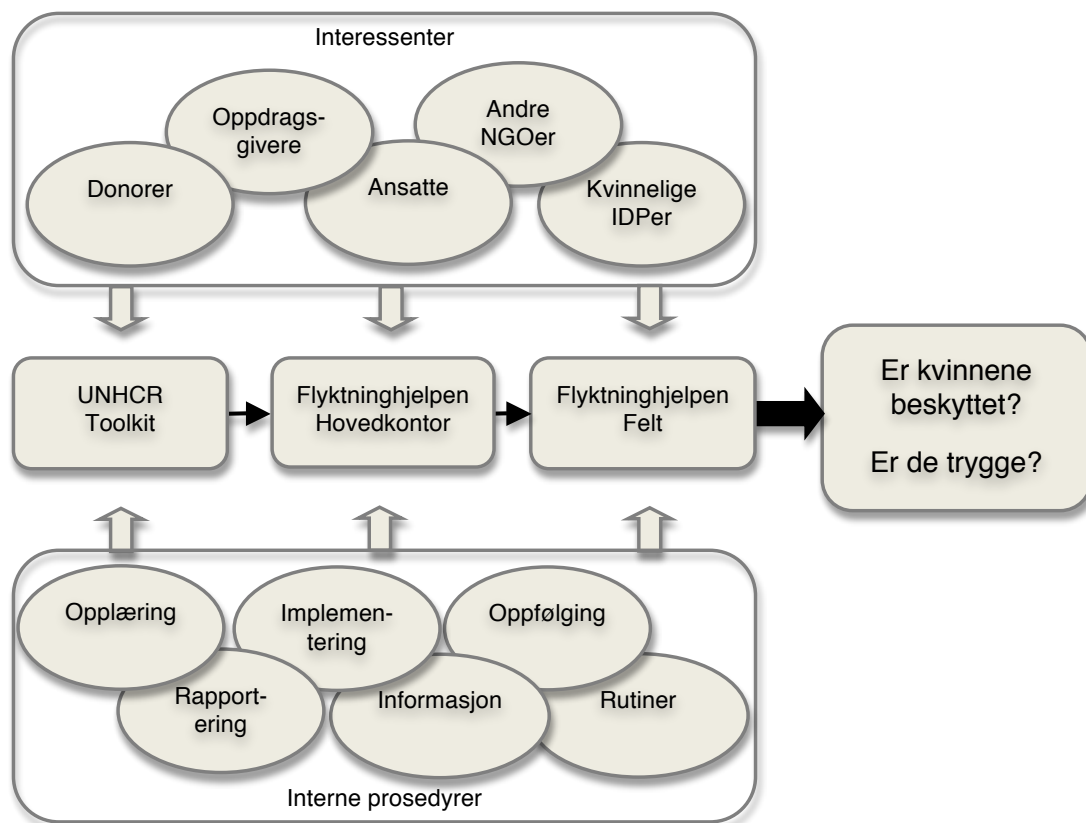 Interessenter
Oppdrags-
givere
Andre
NGOer
Donorer
Ansatte
Kvinnelige
IDPer
UNHCR
Toolkit
Flyktninghjelpen
Hovedkontor
Flyktninghjelpen
Felt
Er kvinnene
beskyttet?
Er de trygge?
Opplæring
Implemen-
tering
Oppfølging
Rapport-
ering
Informasjon
Rutiner
Interne prosedyrer